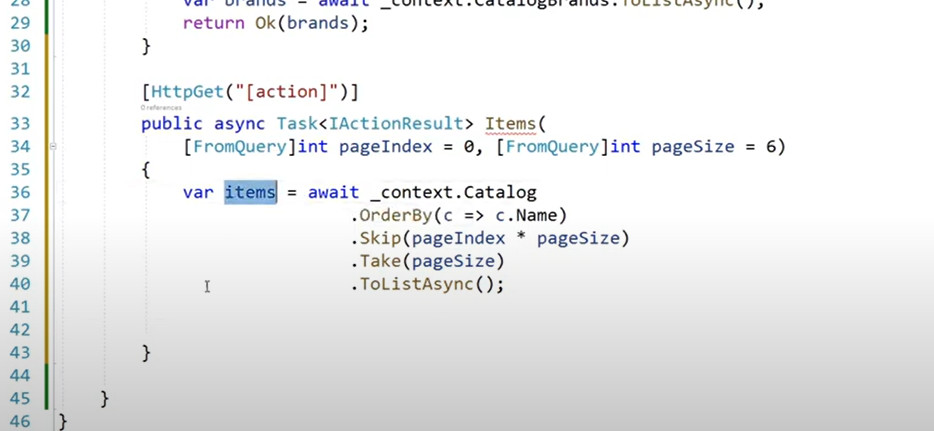 28 var brands = await _context.CatalogBrands.ToListAsync();
29 return Ok(brands);
30 }
31
32 [HttpGet("[action]")]
0 references
33 public async Task<IActionResult> Items(
34 [FromQuery]int pageIndex = 0, [FromQuery]int pageSize = 6)
35 {
36 var items = await _context.Catalog
37 .OrderBy(c => c.Name)
38 .Skip(pageIndex * pageSize)
39 .Take(pageSize)
40 .ToListAsync();
41
42
43 }
44
45 }
46 }